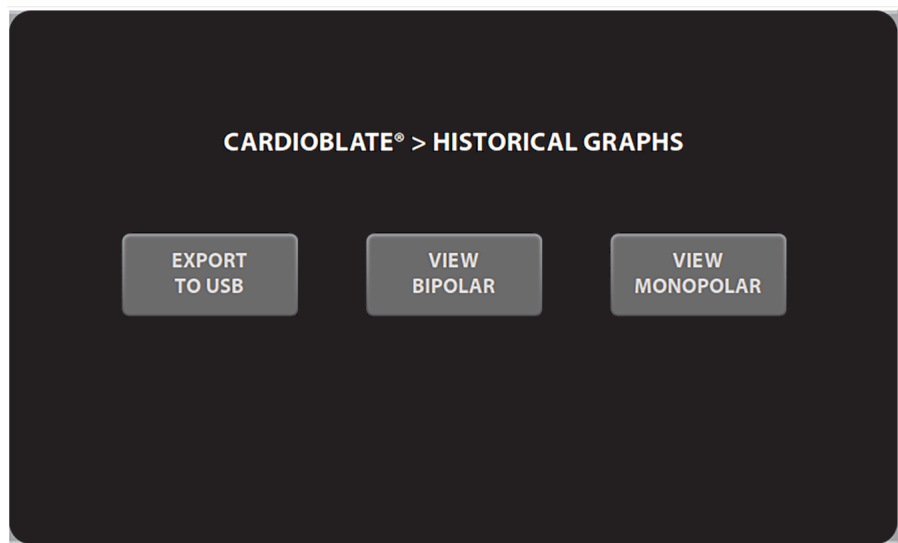 CARDIOBLATE® > HISTORICAL GRAPHS
EXPORT
TO USB
VIEW
BIPOLAR
VIEW
MONOPOLAR